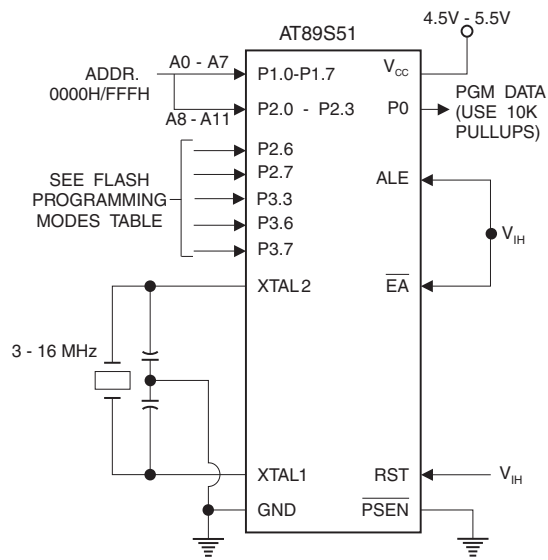 AT89S51
4.5V - 5.5V
ADDR.
0000H/FFFH
A0 - A7
A8 - A11
P1.0-P1.7
P2.0 - P2.3
P2.6
P2.7
P3.3
P3.6
P3.7
SEE FLASH
PROGRAMMING
MODES TABLE
XTAL2
3 - 16 MHz
XTAL1
GND
VCC
P0
PGM DATA
(USE 10K
PULLUPS)
ALE
VIH
EA
RST
VIH
PSEN